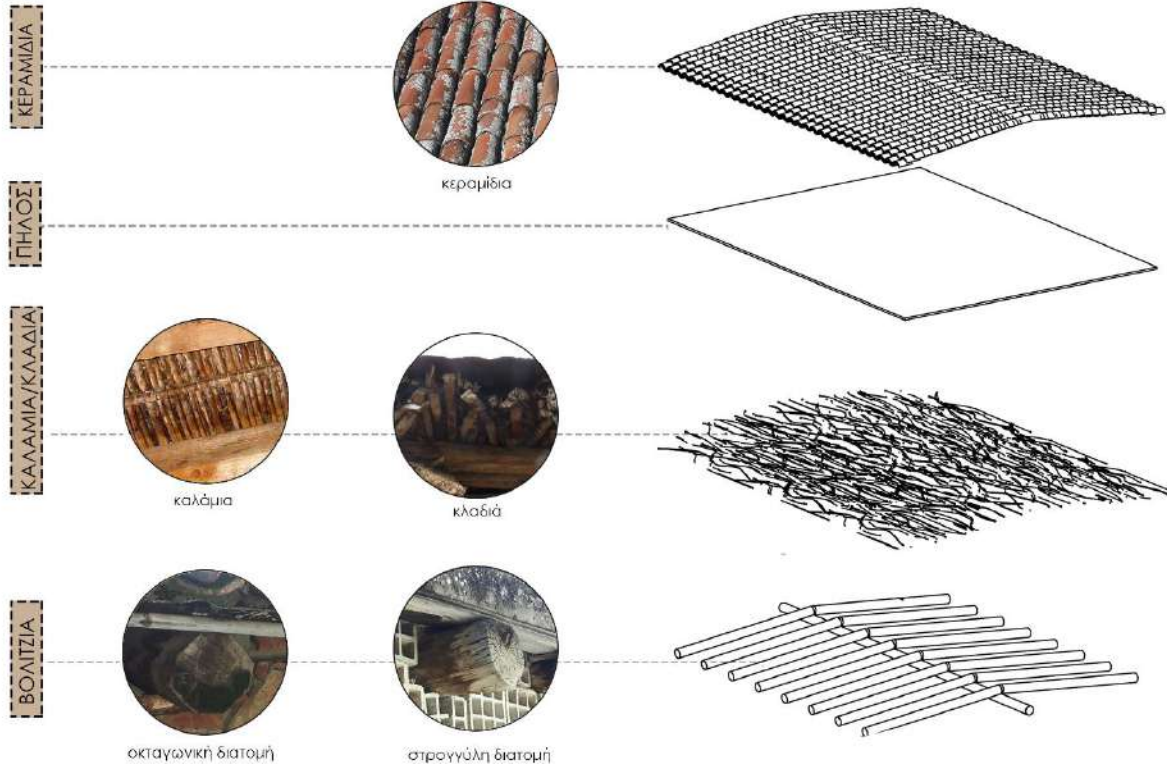 ΚΕΡΑΜΙΔΙΑ
κεραμίδια
ΠΗΛΟΣ
ΚΑΛΑΜΙΑ/ΚΛΑΔΙΑ
καλάμια
κλαδιά
ΒΟΛΙΤΖΙΑ
οκταγωνική διατομή
στρογγύλη διατομή